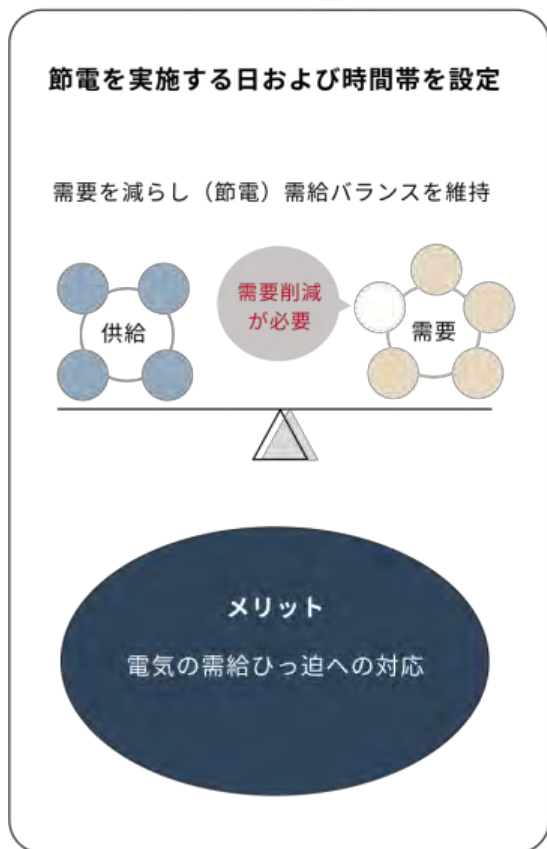 節電を実施する日および時間帯を設定
需要を減らし（節電）需給バランスを維持
供給
需要削減
が必要
需要
メリット
電気の需給ひっ迫への対応